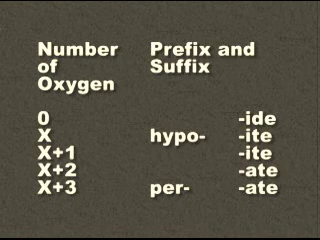 Number Prefix and
of Suffix
Oxygen
0 -ide
X hypo- -ite
X+1 -ite
X+2 -ate
X+3 per- -ate